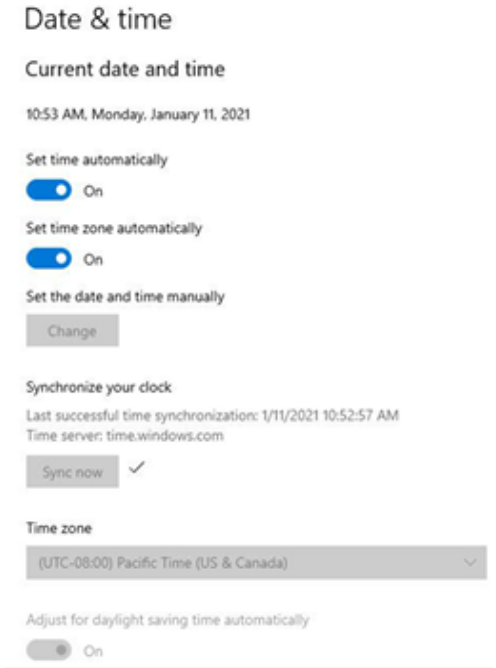 Date & time
Current date and time
10:53 AM, Monday, January 11, 2021
Set time automatically
On
Set time zone automatically
On
Set the date and time manually
Change
Synchronize your clock
Last successful time synchronization: 1/11/2021 10:52:57 AM
Time server: time.windows.com
Sync now
Time zone
(UTC-08:00) Pacific Time (US & Canada)
Adjust for daylight saving time automatically
On